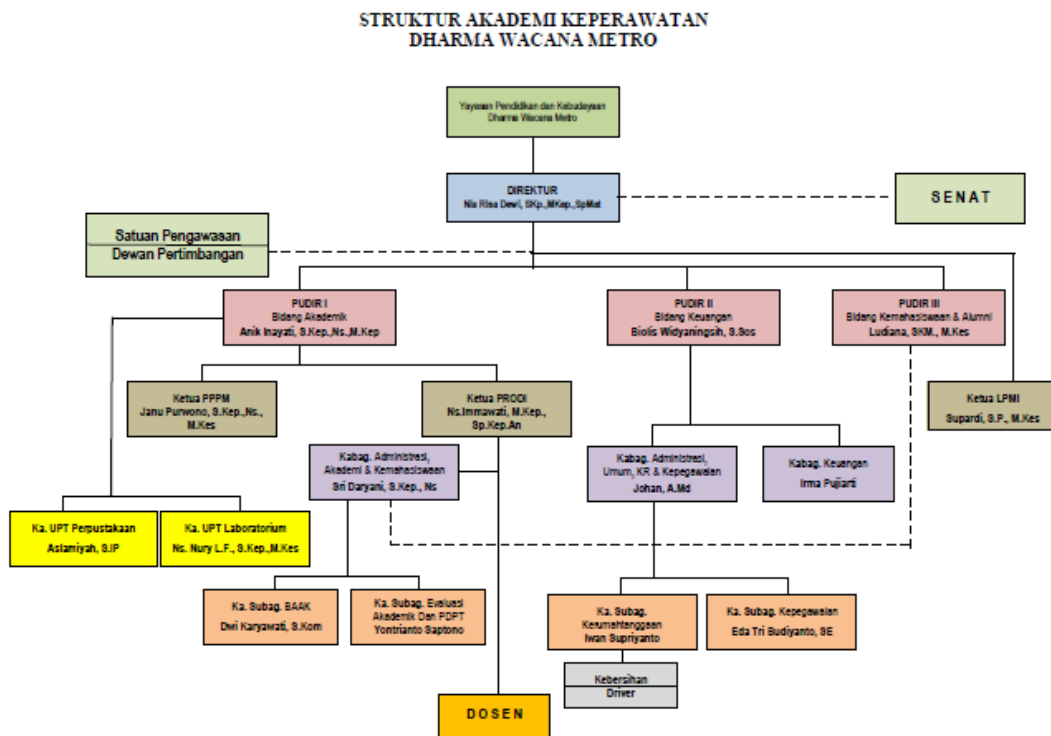 STRUKTUR AKADEMI KEPERAWATAN
DHARMA WACANA METRO
Yayasan Pendidikan dan Kebudayaan
Dharma Wacana Metro
DIREKTUR
Nia Risa Dewi, SKp.,MKep.,SpMat
SENAT
Satuan Pengawasan
Dewan Pertimbangan
PUDIR I
Bidang Akademik
Anik Inayati, S.Kep.,Ns.,M.Kep
PUDIR II
Bidang Keuangan
Biolis Widyaningsih, S.Sos
PUDIR III
Bidang Kemahasiswaan & Alumni
Ludiana, SKM., M.Kes
Ketua PPPM
Janu Purwono, S.Kep.,Ns.,
M.Kes
Ketua PRODI
Ns.Immawati, M.Kep.,
Sp.Kep.An
Ketua LPMI
Supardi, S.P., M.Kes
Kabag. Administrasi,
Akademi & Kemahasiswaan
Sri Daryani, S.Kep., Ns
Kabag. Administrasi,
Umum, KR & Kepegawaian
Johan, A.Md
Kabag. Keuangan
Irma Pujiarti
Ka. UPT Perpustakaan
Aslamiyah, S.IP
Ka. UPT Laboratorium
Ns. Nury L.F., S.Kep.,M.Kes
Ka. Subag. BAAK
Dwi Karyawati, S.Kom
Ka. Subag. Evaluasi
Akademik Dan PDPT
Yontrianto Saptono
Ka. Subag.
Kerumahtanggaan
Iwan Supriyanto
Ka. Subag. Kepegawaian
Eda Tri Budiyanto, SE
Kebersihan
Driver
DOSEN